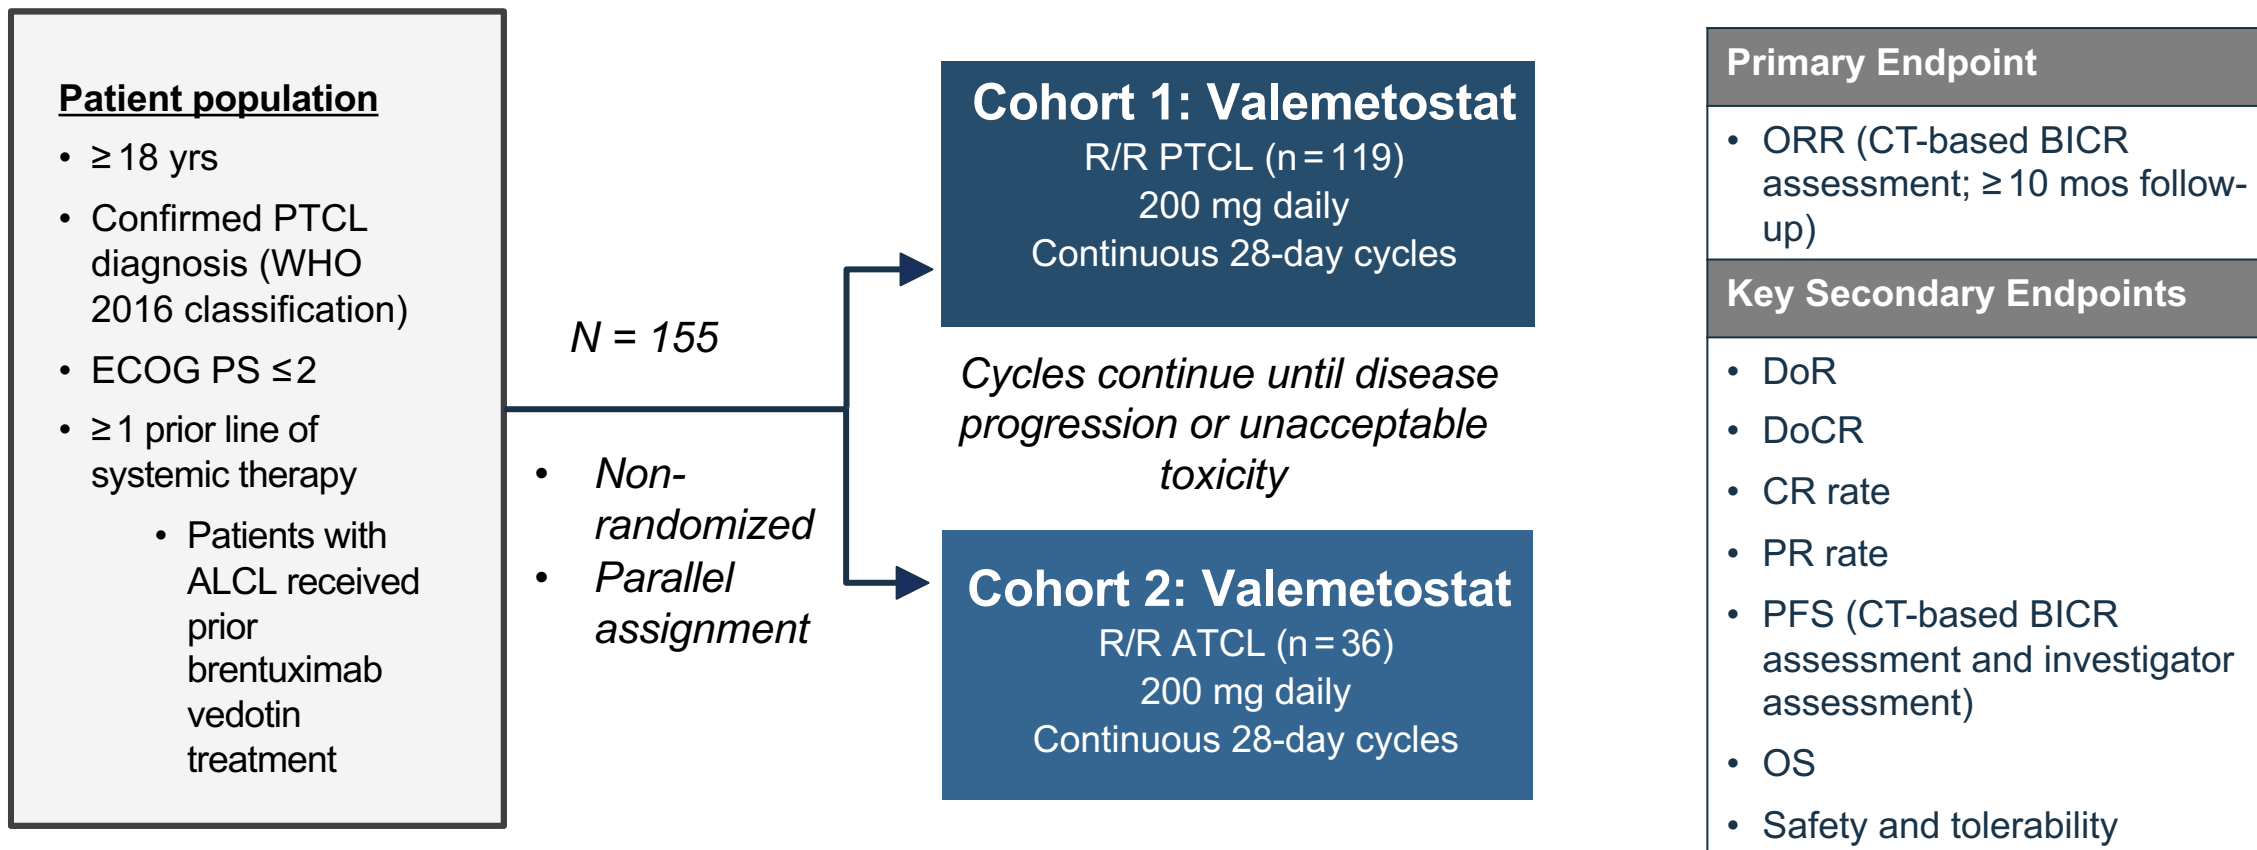 Patient population
• ≥ 18 yrs
• Confirmed PTCL
diagnosis (WHO
2016 classification)
• ECOG PS ≤2
• ≥1 prior line of
systemic therapy
• Patients with
ALCL received
prior
brentuximab
vedotin
treatment
N = 155
• Non-
randomized
• Parallel
assignment
Cohort 1: Valemetostat
R/R PTCL (n = 119)
200 mg daily
Continuous 28-day cycles
Cycles continue until disease
progression or unacceptable
toxicity
Cohort 2: Valemetostat
R/R ATCL (n = 36)
200 mg daily
Continuous 28-day cycles
Primary Endpoint
• ORR (CT-based BICR
assessment; ≥ 10 mos follow-
up)
Key Secondary Endpoints
• DoR
• DoCR
• CR rate
• PR rate
• PFS (CT-based BICR
assessment and investigator
assessment)
• OS
• Safety and tolerability